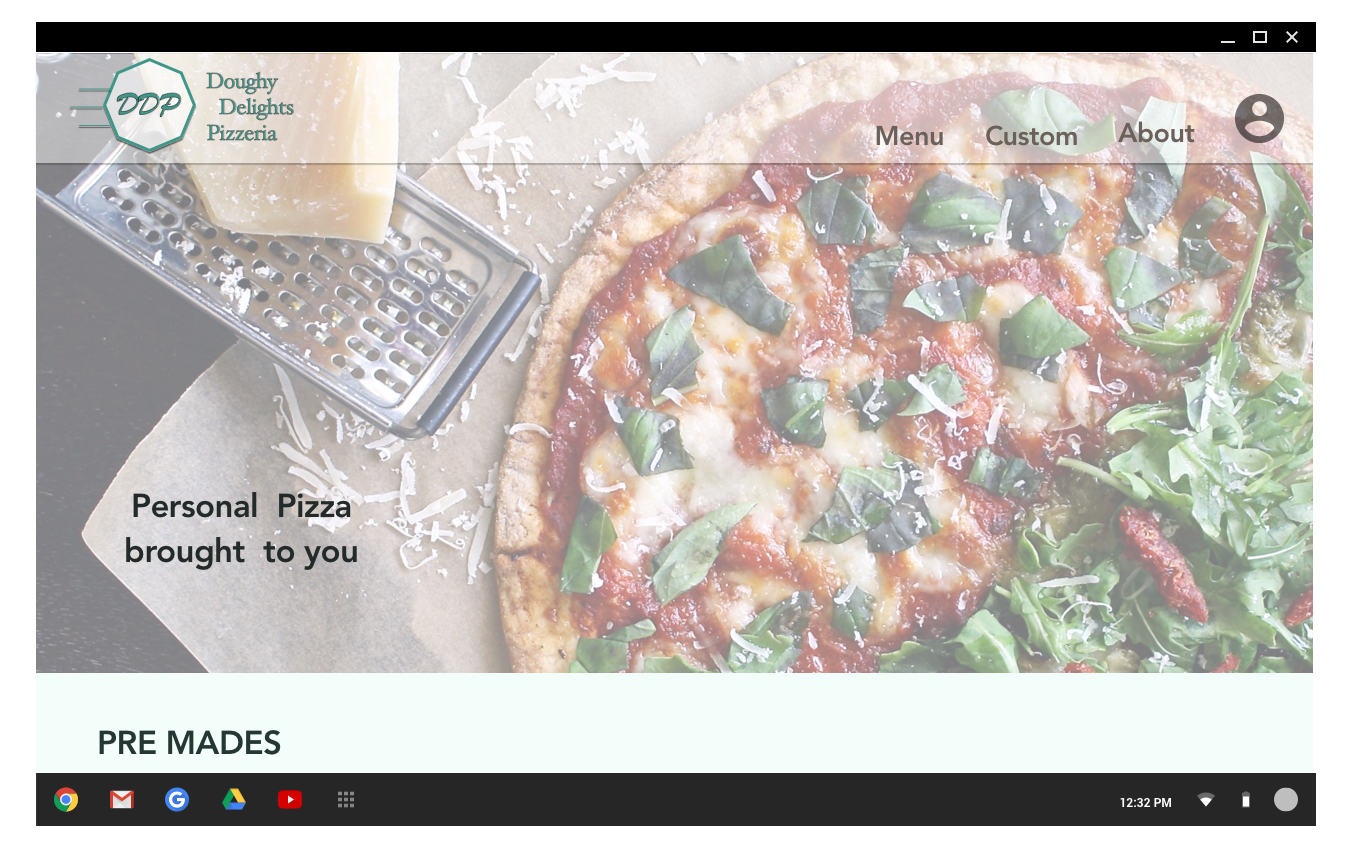 DDP
Doughy
Delights
Pizzeria
Menu
Custom
About
Personal Pizza
brought to you
PRE MADES
12:32 PM